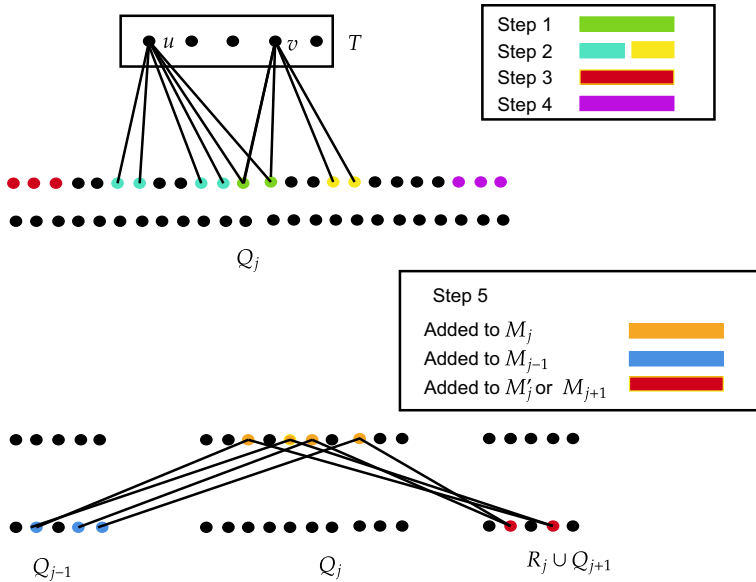 u
v
T
Step 1
Step 2
Step 3
Step 4
Q_j
Step 5
Added to M_j
Added to M_{j−1}
Added to M′_j or M_{j+1}
Q_{j−1}
Q_j
R_j ∪ Q_{j+1}